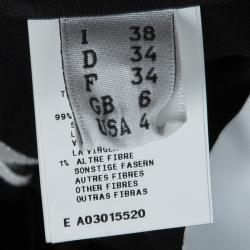 I 38
D 34
F 34
GB 6
USA 4
99%
LA VIRGEN
1% ALTRE FIBRE
SONSTIGE FASERN
AUTRES FIBRES
OTHER FIBRES
OUTRAS FIBRAS
E A03015520